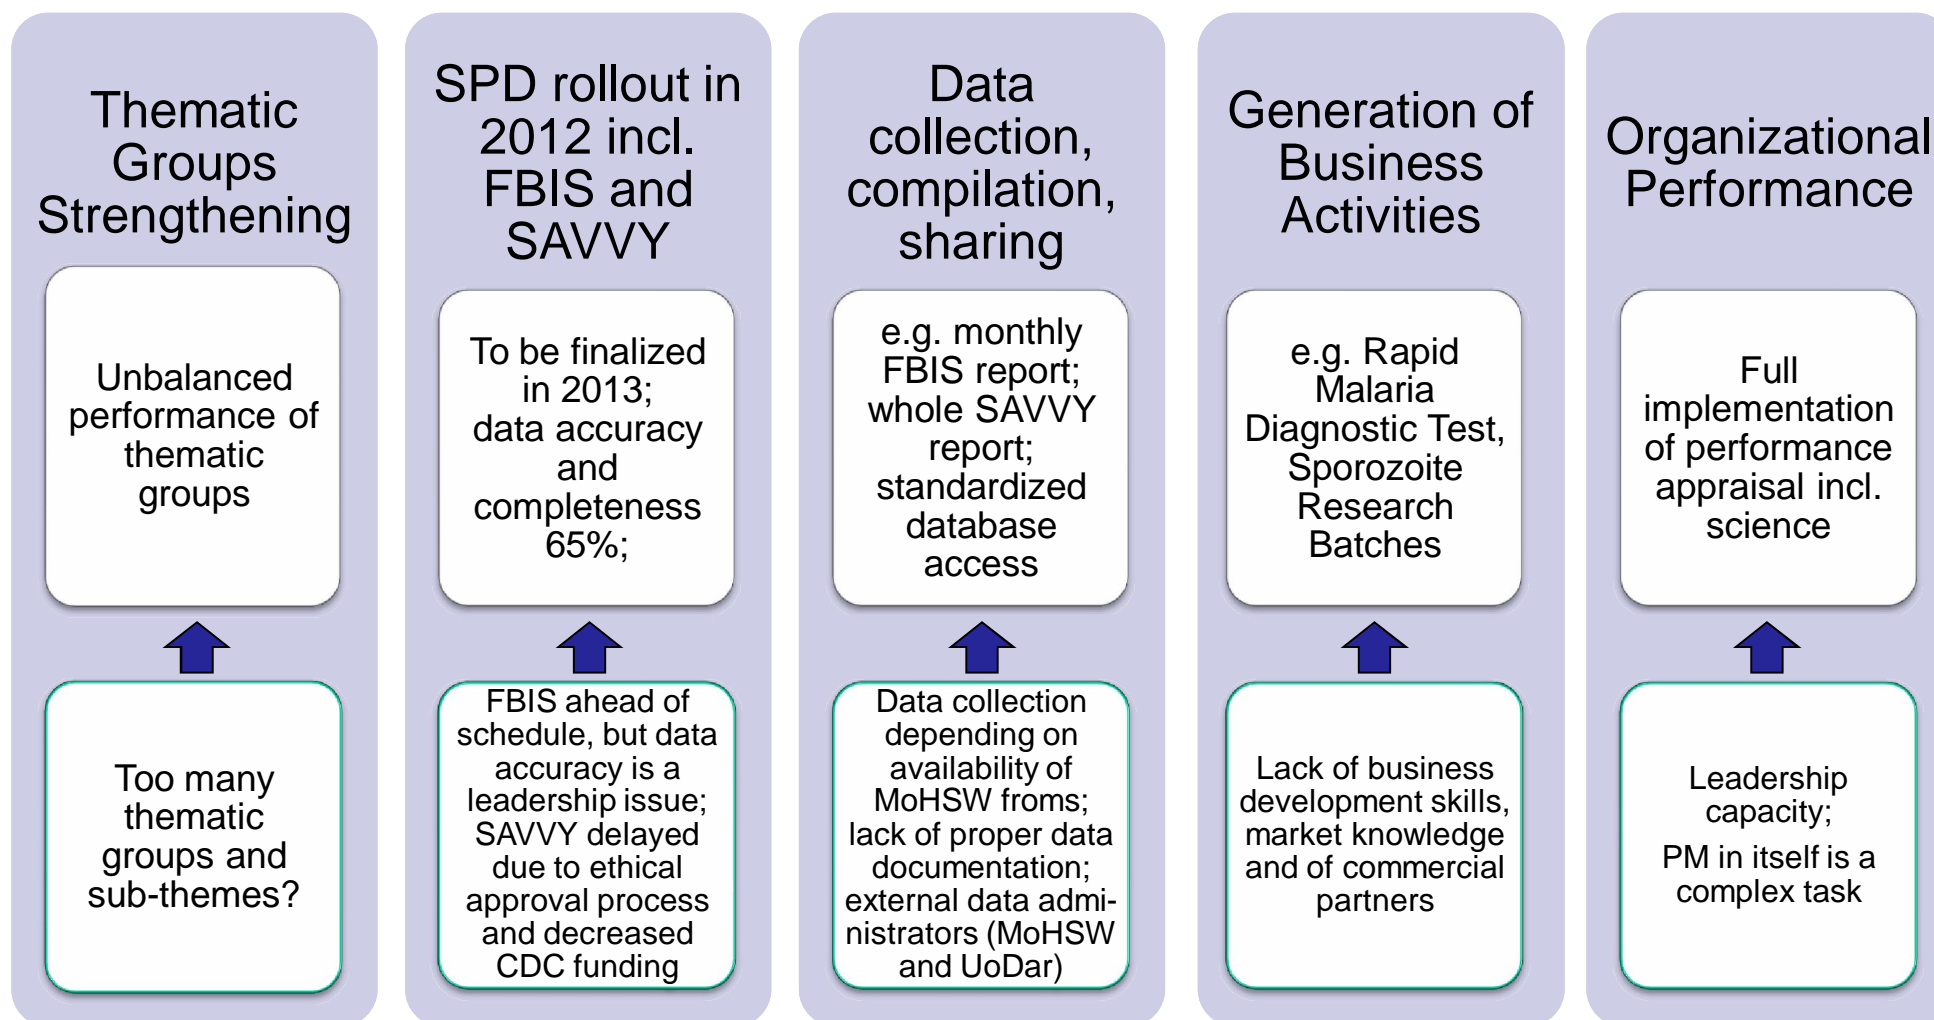 Thematic
Groups
Strengthening
Unbalanced
performance of
thematic
groups
Too many
thematic
groups and
sub-themes?
SPD rollout in
2012 incl.
FBIS and
SAVVY
To be finalized
in 2013;
data accuracy
and
completeness
65%;
FBIS ahead of
schedule, but data
accuracy is a
leadership issue;
SAVVY delayed
due to ethical
approval process
and decreased
CDC funding
Data
collection,
compilation,
sharing
e.g. monthly
FBIS report;
whole SAVVY
report;
standardized
database
access
Data collection
depending on
availability of
MoHSW froms;
lack of proper data
documentation;
external data admi-
nistrators (MoHSW
and UoDar)
Generation of
Business
Activities
e.g. Rapid
Malaria
Diagnostic Test,
Sporozoite
Research
Batches
Lack of business
development skills,
market knowledge
and of commercial
partners
Organizational
Performance
Full
implementation
of performance
appraisal incl.
science
Leadership
capacity;
PM in itself is a
complex task